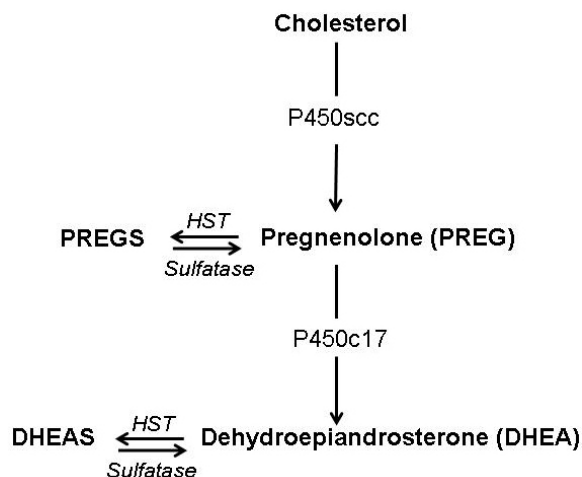 Cholesterol
P450scc
HST
PREGS Pregnenolone (PREG)
Sulfatase
P450c17
HST
DHEAS Dehydroepiandrosterone (DHEA)
Sulfatase